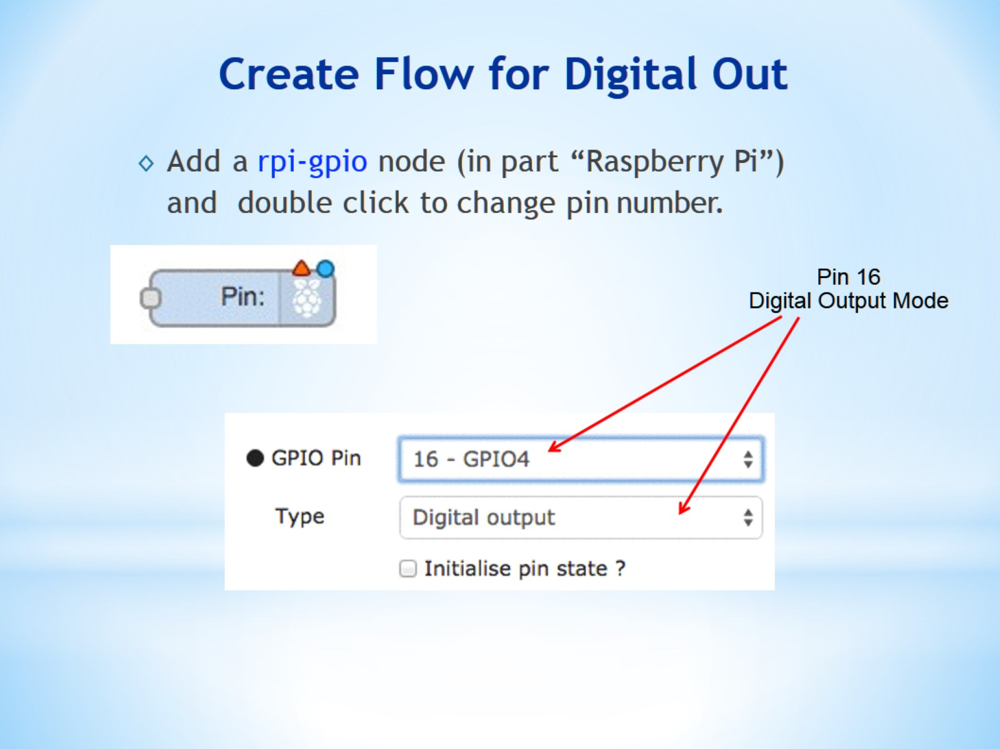 Create Flow for Digital Out
◇ Add a rpi-gpio node (in part “Raspberry Pi”)
and double click to change pin number.
Pin:
Pin 16
Digital Output Mode
GPIO Pin
16 - GPIO4
Type
Digital output
Initialise pin state ?